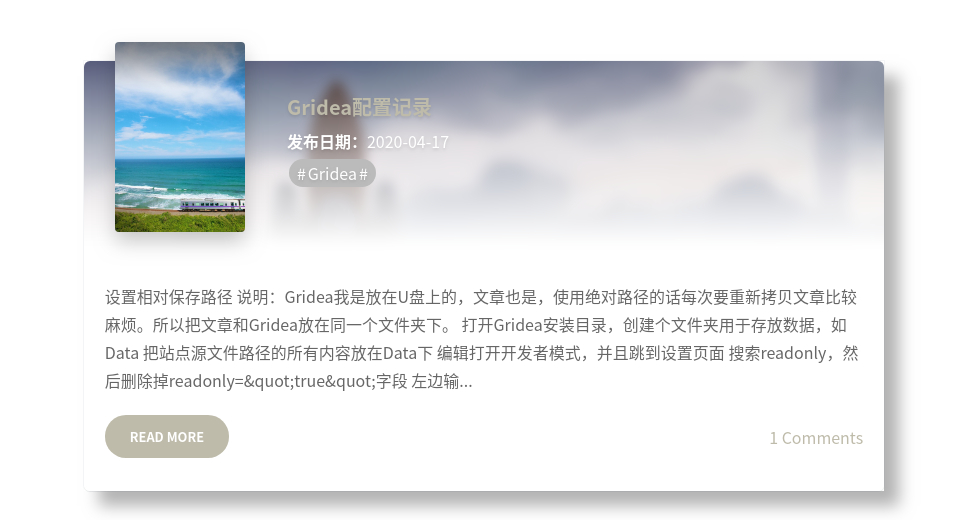 Gridea配置记录
发布日期：2020-04-17
#Gridea#
设置相对保存路径 说明：Gridea我是放在U盘上的，文章也是，使用绝对路径的话每次要重新拷贝文章比较
麻烦。所以把文章和Gridea放在同一个文件夹下。 打开Gridea安装目录，创建个文件夹用于存放数据，如
Data 把站点源文件路径的所有内容放在Data下 编辑打开开发者模式，并且跳到设置页面 搜索readonly，然
后删除掉readonly=&quot;true&quot;字段 左边输...
READ MORE
1 Comments